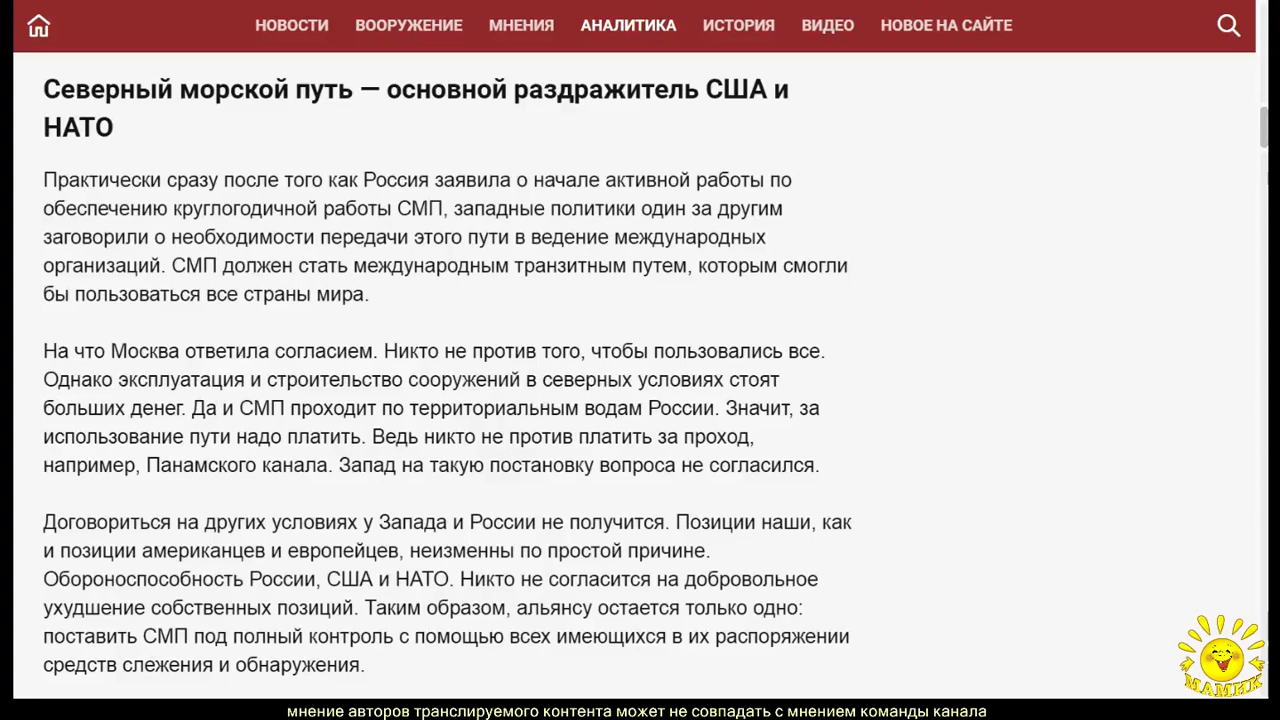 НОВОСТИ ВООРУЖЕНИЕ МНЕНИЯ АНАЛИТИКА ИСТОРИЯ ВИДЕО НОВОЕ НА САЙТЕ
Северный морской путь — основной раздражитель США и
НАТО
Практически сразу после того как Россия заявила о начале активной работы по
обеспечению круглогодичной работы СМП, западные политики один за другим
заговорили о необходимости передачи этого пути в ведение международных
организаций. СМП должен стать международным транзитным путем, которым смогли
бы пользоваться все страны мира.
На что Москва ответила согласием. Никто не против того, чтобы пользовались все.
Однако эксплуатация и строительство сооружений в северных условиях стоят
больших денег. Да и СМП проходит по территориальным водам России. Значит, за
использование пути надо платить. Ведь никто не против платить за проход,
например, Панамского канала. Запад на такую постановку вопроса не согласился.
Договориться на других условиях у Запада и России не получится. Позиции наши, как
и позиции американцев и европейцев, неизменны по простой причине.
Обороноспособность России, США и НАТО. Никто не согласится на добровольное
ухудшение собственных позиций. Таким образом, альянсу остается только одно:
поставить СМП под полный контроль с помощью всех имеющихся в их распоряжении
средств слежения и обнаружения.
МАМИК
мнение авторов транслируемого контента может не совпадать с мнением команды канала